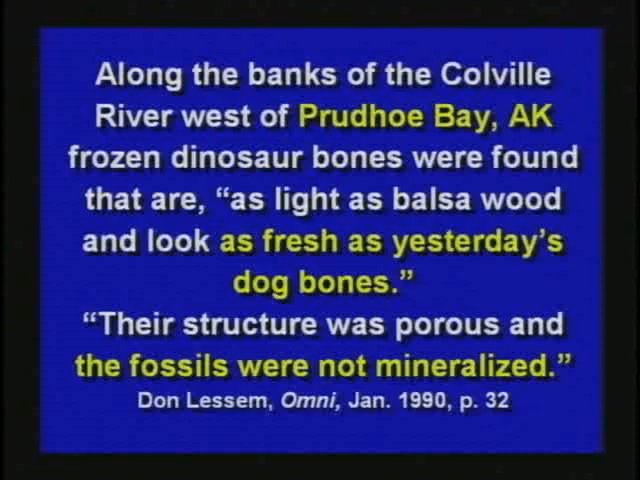 Along the banks of the Colville
River west of Prudhoe Bay, AK
frozen dinosaur bones were found
that are, “as light as balsa wood
and look as fresh as yesterday’s
dog bones.”
“Their structure was porous and
the fossils were not mineralized.”
Don Lessem, Omni, Jan. 1990, p. 32